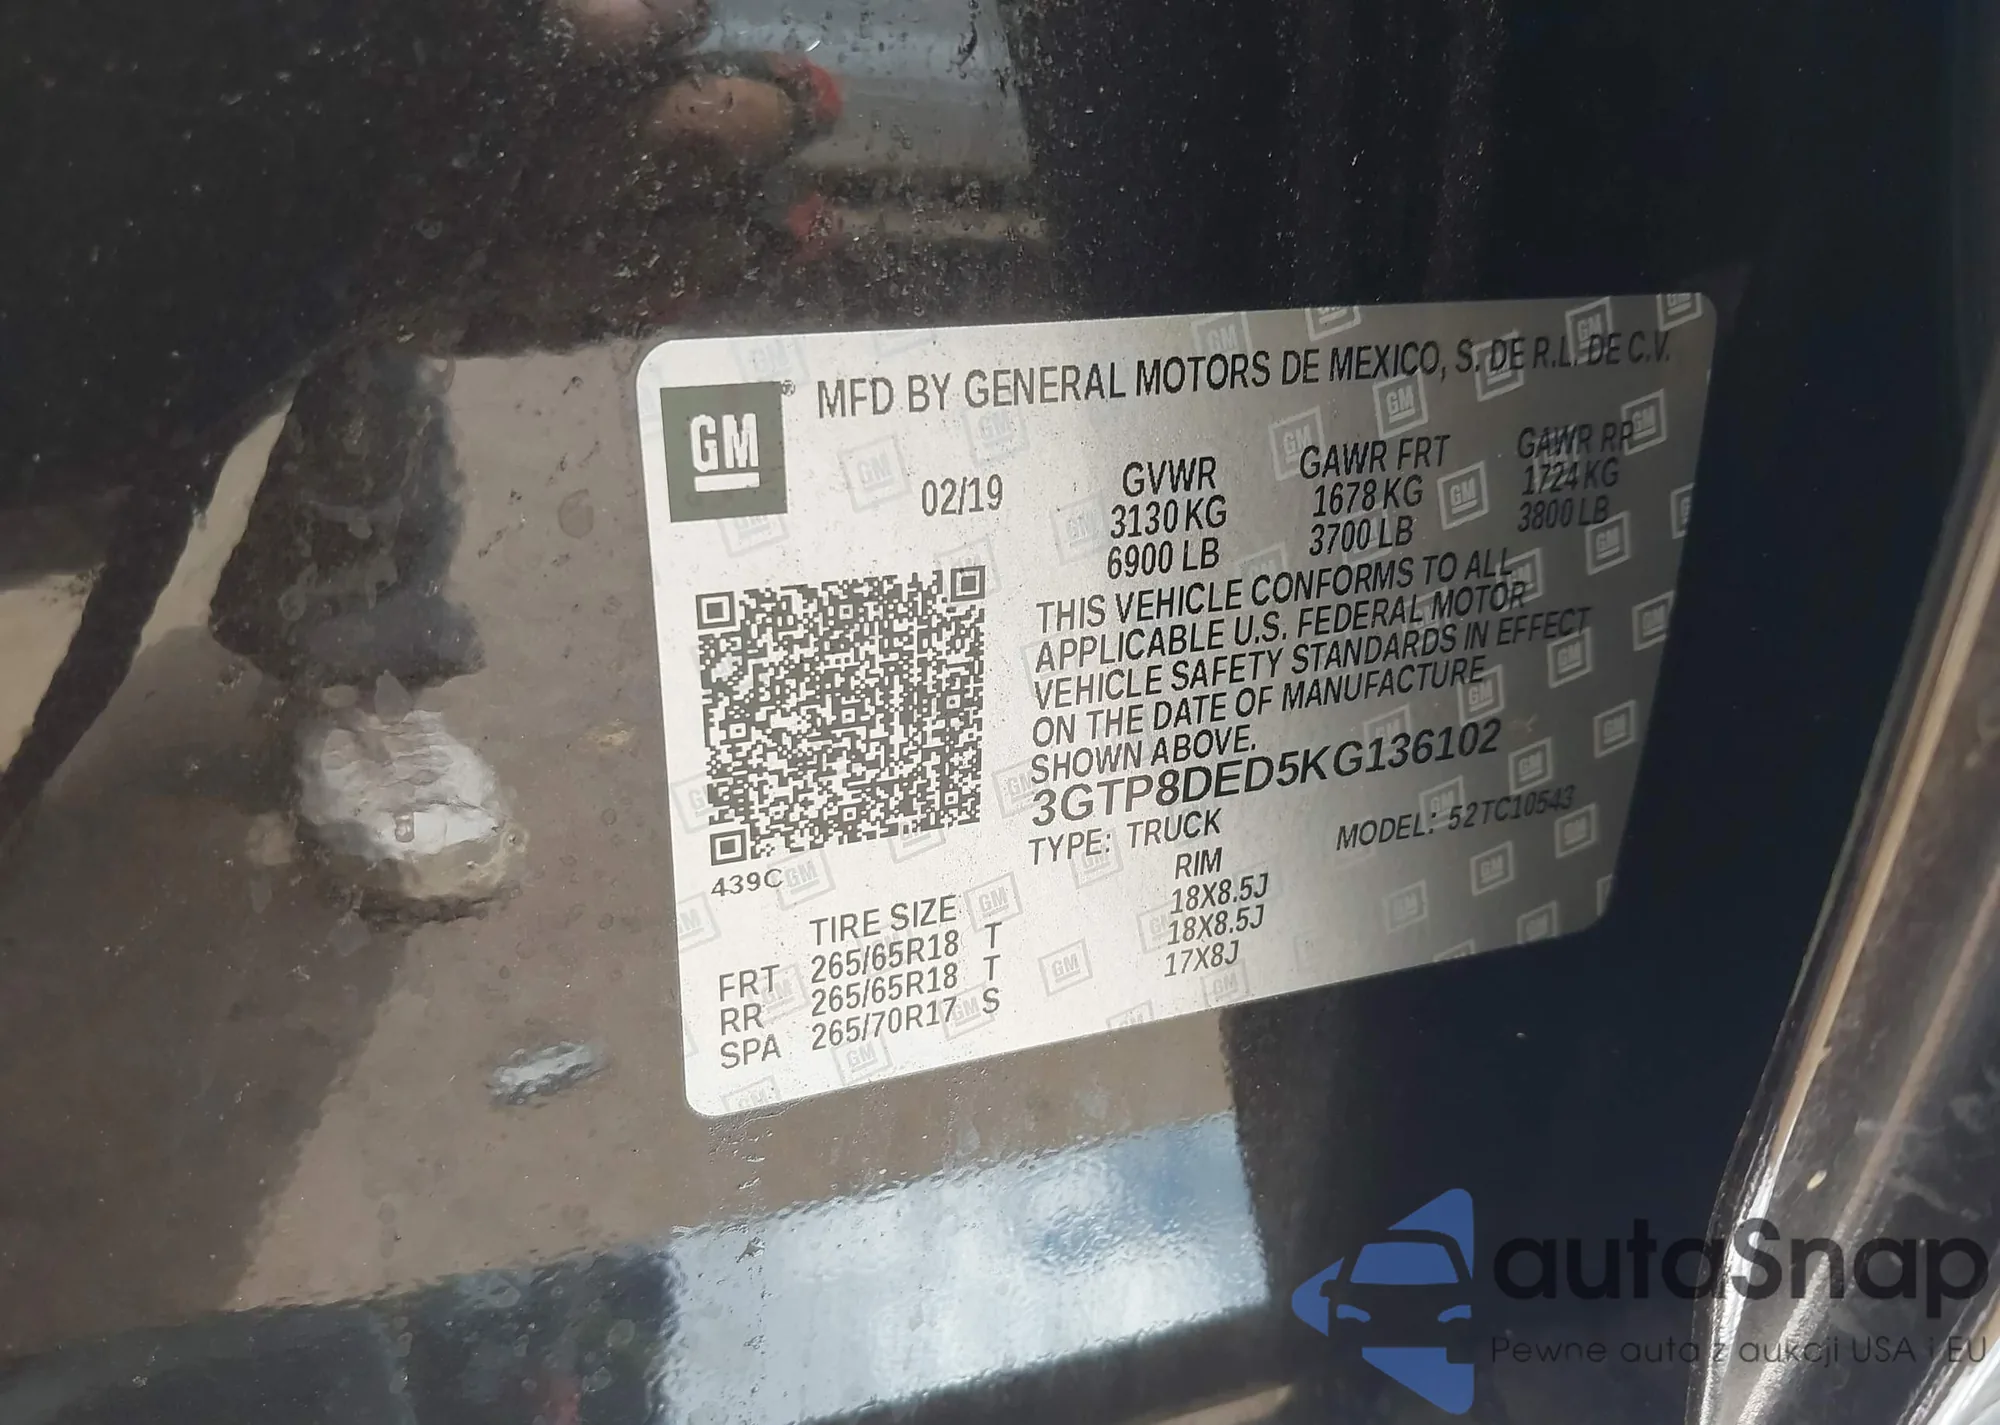 GM® MFD BY GENERAL MOTORS DE MEXICO, S. DE R.L. DE C.V.
02/19 GVWR GAWR FRT GAWR RR
3130 KG 1678 KG 1724 KG
6900 LB 3700 LB 3800 LB
THIS VEHICLE CONFORMS TO ALL
APPLICABLE U.S. FEDERAL MOTOR
VEHICLE SAFETY STANDARDS IN EFFECT
ON THE DATE OF MANUFACTURE
SHOWN ABOVE.
3GTP8DED5KG136102
TYPE: TRUCK MODEL: 52TC10543
439C
TIRE SIZE RIM
FRT 265/65R18 T 18X8.5J
RR 265/65R18 T 18X8.5J
SPA 265/70R17 S 17X8J
autoSnap
Pewne auta z aukcji USA i EU